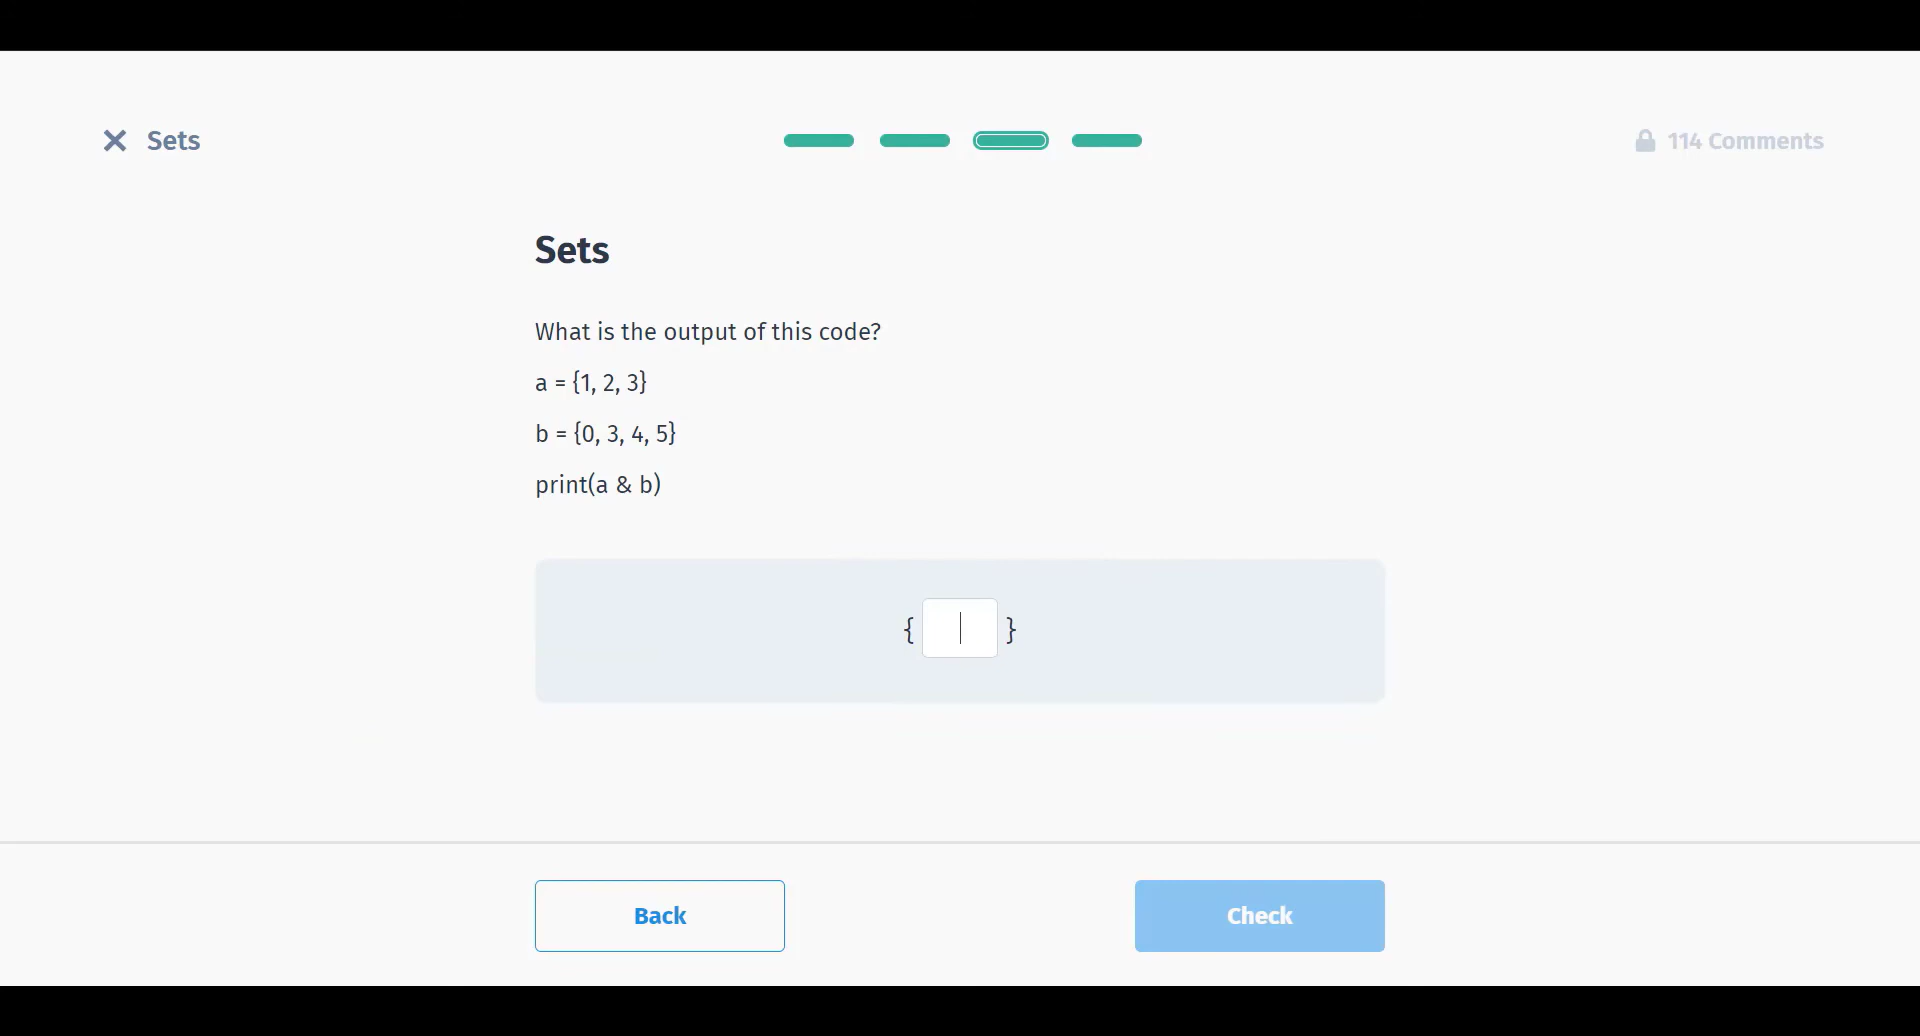 Sets
114 Comments
Sets
What is the output of this code?
a = {1, 2, 3}
b = {0, 3, 4, 5}
print(a & b)
{ }
Back
Check